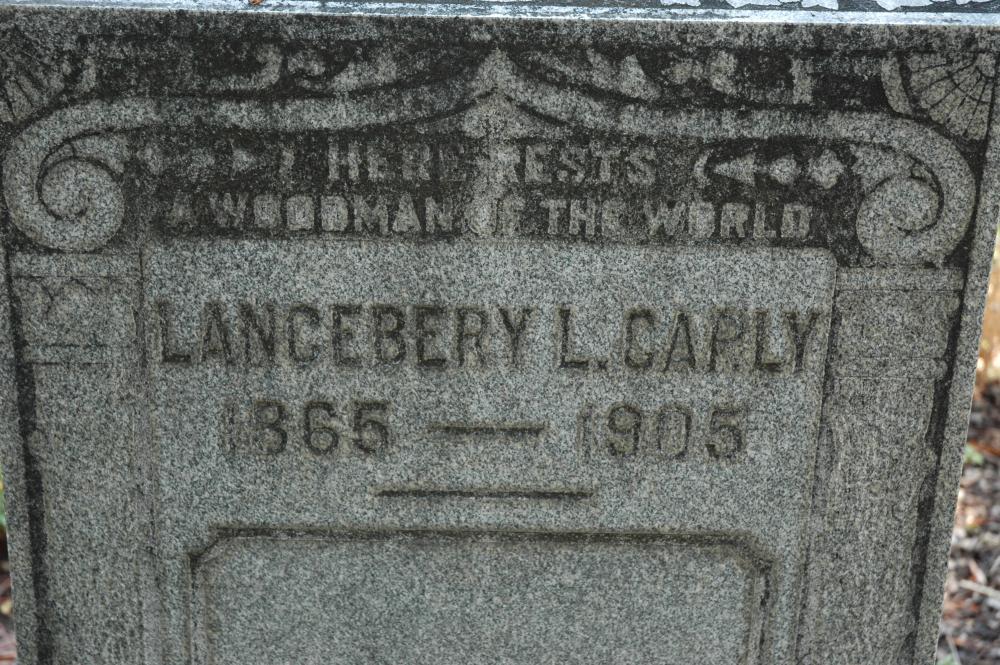 HERE RESTS
A WOODMAN OF THE WORLD
LANCEBERY L. CARLY
1865 — 1905